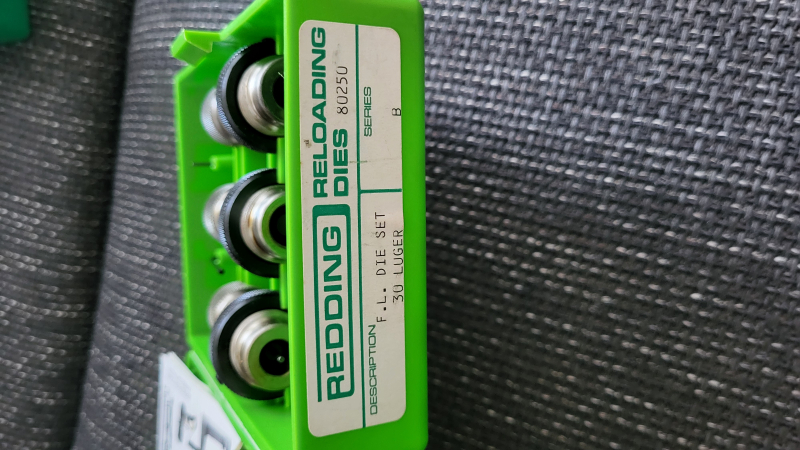 REDDING RELOADING
DIES 80250
DESCRIPTION
SERIES
F.L. DIE SET
B
30 LUGER